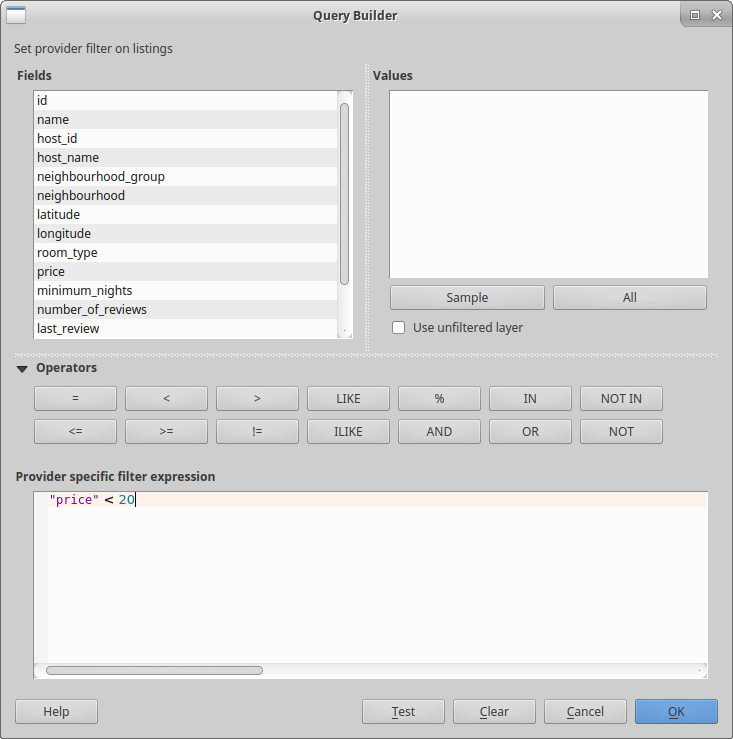 Query Builder
Set provider filter on listings
Fields
Values
id
name
host_id
host_name
neighbourhood_group
neighbourhood
latitude
longitude
room_type
price
minimum_nights
number_of_reviews
last_review
Sample All
Use unfiltered layer
Operators
= < > LIKE % IN NOT IN
<= >= != ILIKE AND OR NOT
Provider specific filter expression
"price" < 20
Help Test Clear Cancel OK